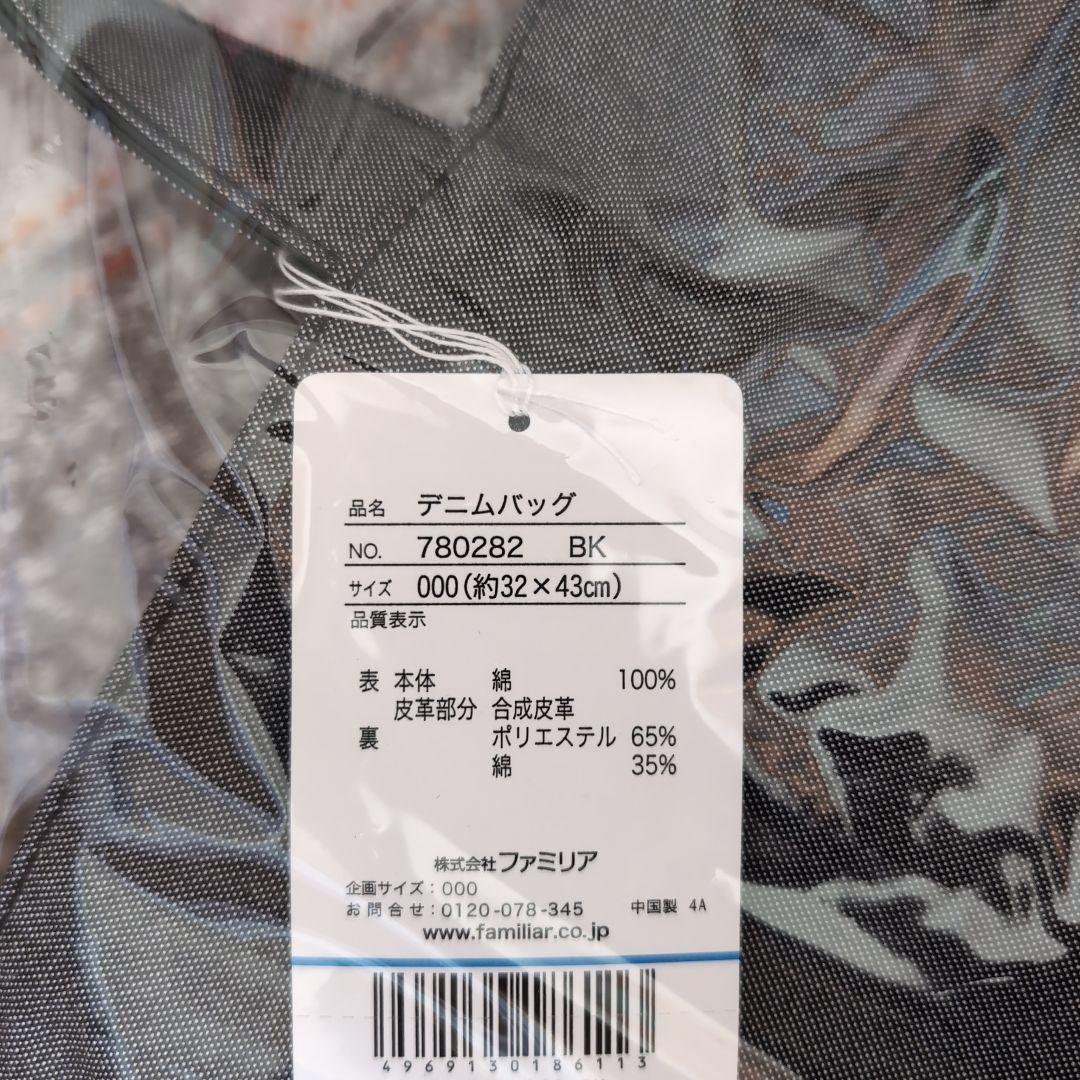 品名 デニムバッグ
NO. 780282 BK
サイズ 000(約32×43㎝)
品質表示
表 本体 綿 100%
皮革部分 合成皮革
裏 ポリエステル 65%
綿 35%
株式会社ファミリア
企画サイズ:000
お問合せ:0120-078-345 中国製 4A
www.familiar.co.jp
4969130186113